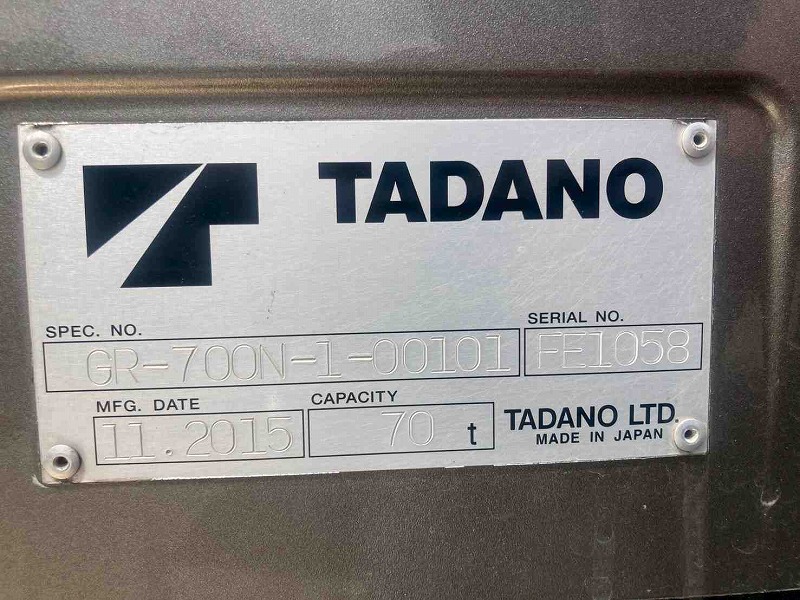 TADANO
SPEC. NO.
GR-700N-1-00101
SERIAL NO.
FE1058
MFG. DATE
11.2015
CAPACITY
70 t
TADANO LTD.
MADE IN JAPAN